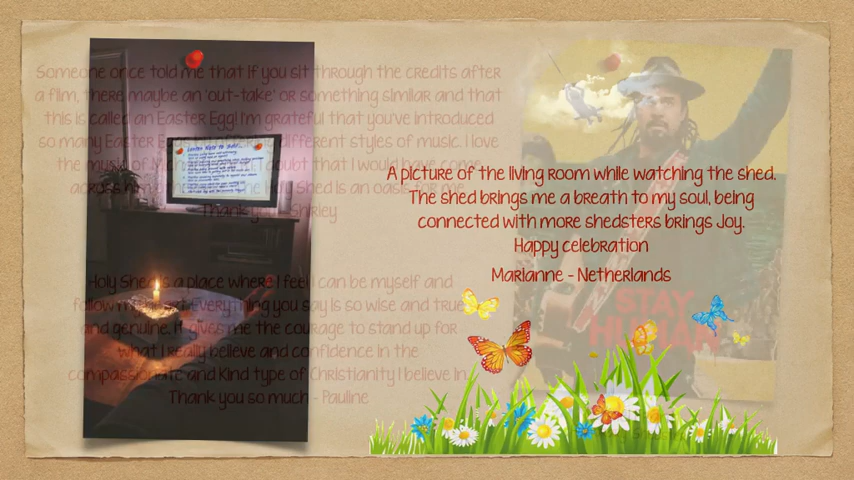 Someone once told me that if you sit through the credits after
a film, there maybe an 'out-take' or something similar and that
this is called an Easter Egg! I'm grateful that you've introduced
so many Easter Eggs different styles of music. I love
the music of doubt that I would have come
across him Holy Shed is an oasis for me
Thank you Shirley
A picture of the living room while watching the shed.
The shed brings me a breath to my soul, being
connected with more shedsters brings Joy.
Happy celebration
Marianne - Netherlands
Holy Shed is a place where I feel I can be myself and
follow my Everything you say is so wise and true
and genuine. It gives me the courage to stand up for
what I really believe and confidence in the
compassionate and Kind type of Christianity I believe in
Thank you so much - Pauline
STAY
HUMAN